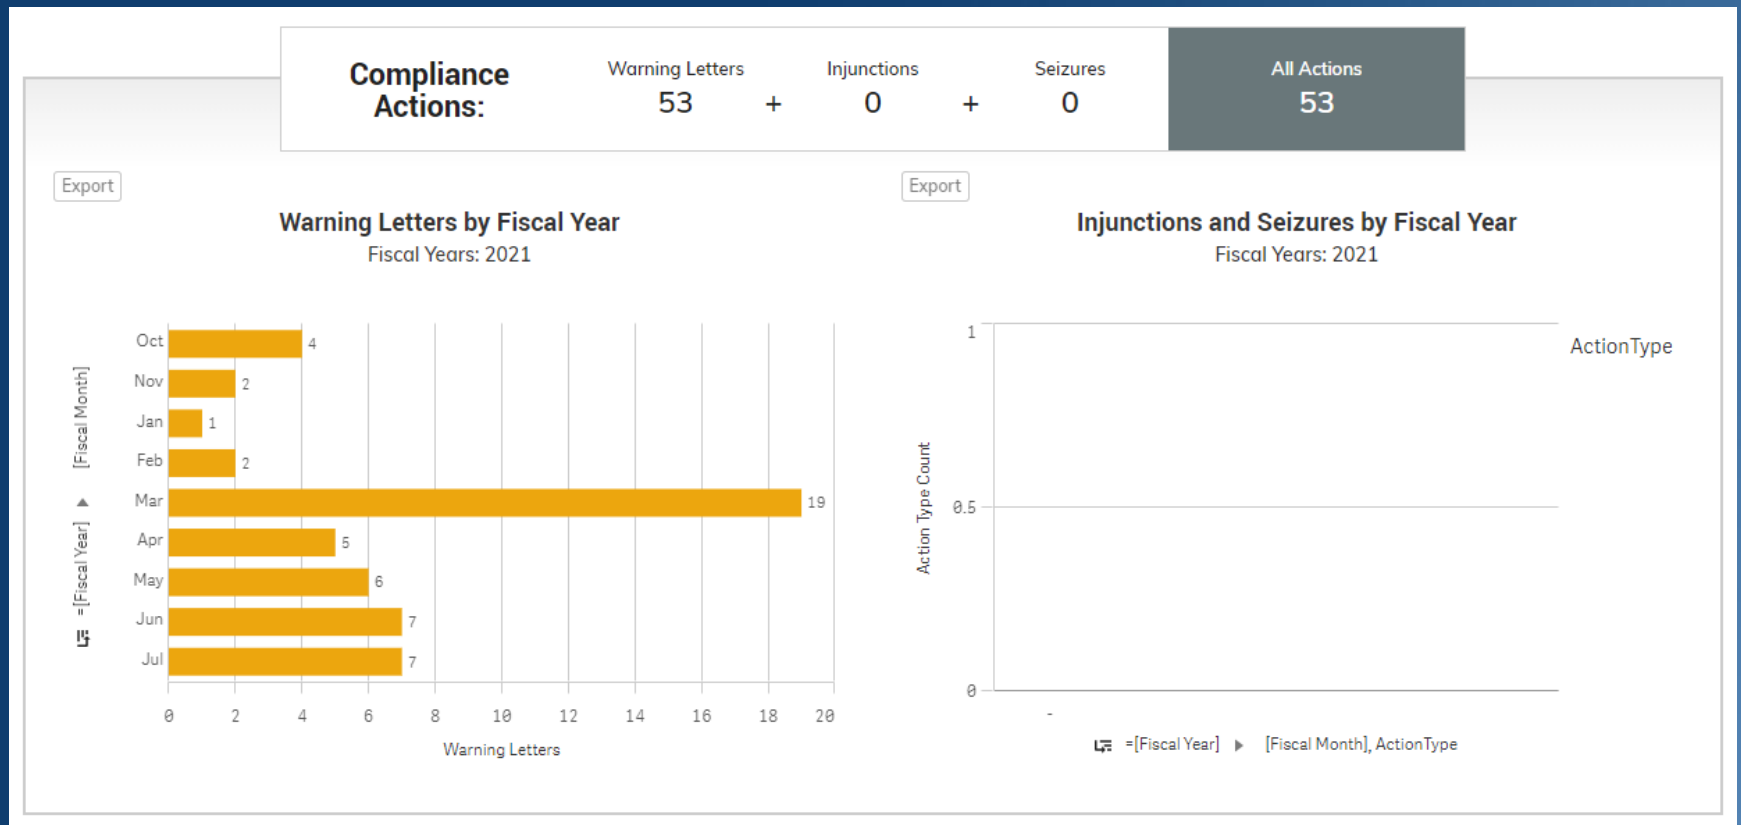 Compliance
Actions:
Warning Letters
53
+
Injunctions
0
+
Seizures
0
All Actions
53
Export
Warning Letters by Fiscal Year
Fiscal Years: 2021
[Fiscal Month]
=[Fiscal Year]
Oct 4
Nov 2
Jan 1
Feb 2
Mar 19
Apr 5
May 6
Jun 7
Jul 7
0 2 4 6 8 10 12 14 16 18 20
Warning Letters
Export
Injunctions and Seizures by Fiscal Year
Fiscal Years: 2021
Action Type Count
1
0.5
0
-
ActionType
=[Fiscal Year] [Fiscal Month], ActionType